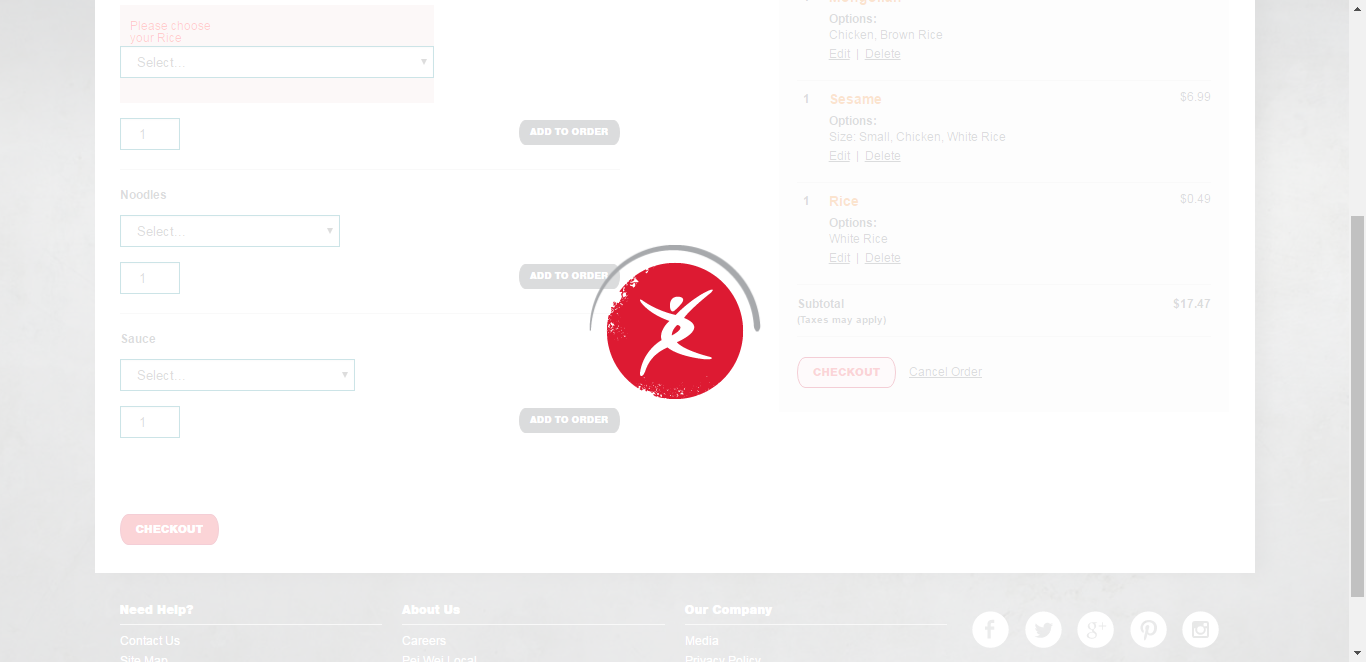 Please choose
your Rice
Select...
1
ADD TO ORDER
Noodles
Select...
1
ADD TO ORDER
Sauce
Select...
1
ADD TO ORDER
CHECKOUT
Mongolian
Options:
Chicken, Brown Rice
Edit | Delete
1 Sesame $6.99
Options:
Size: Small, Chicken, White Rice
Edit | Delete
1 Rice $0.49
Options:
White Rice
Edit | Delete
Subtotal $17.47
(Taxes may apply)
CHECKOUT Cancel Order
Need Help?
Contact Us
Site Map
About Us
Careers
Pei Wei Local
Our Company
Media
Privacy Policy